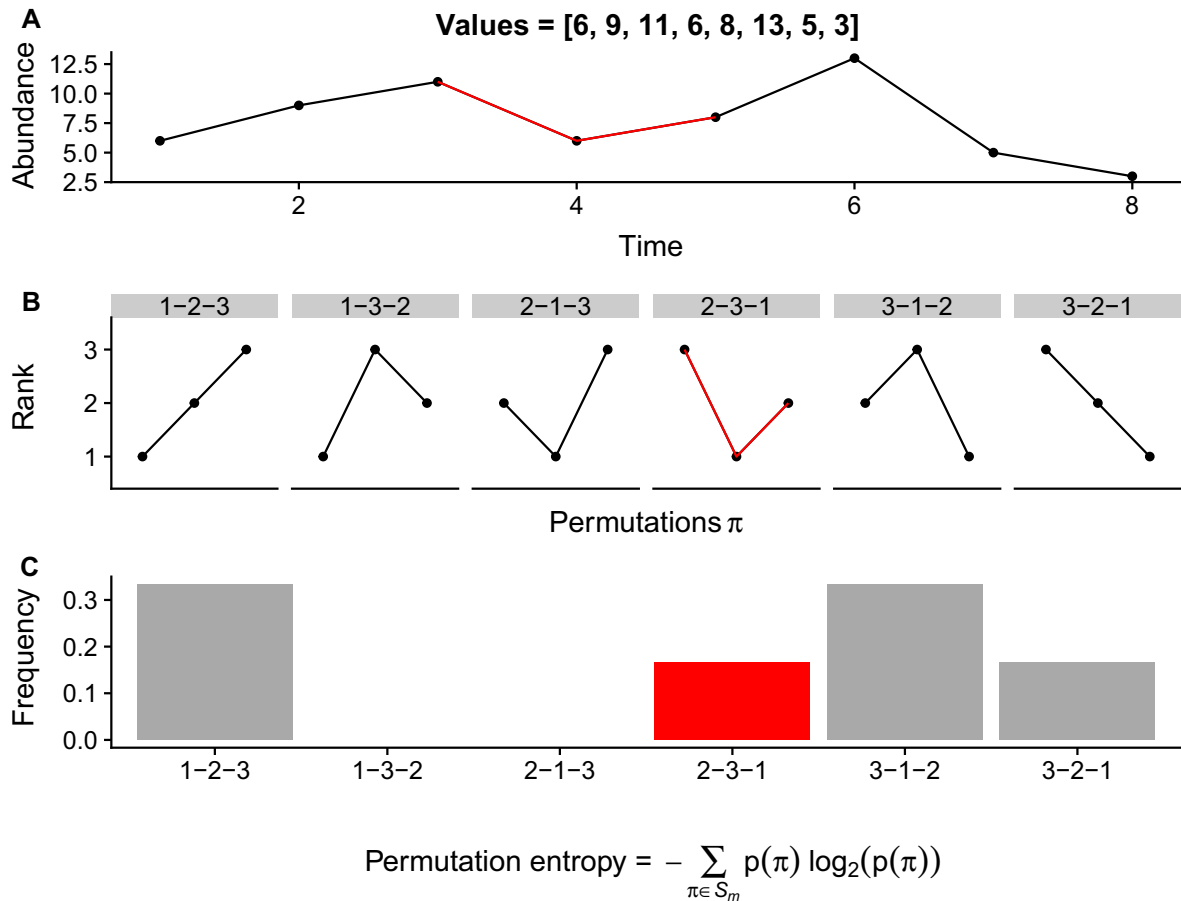 A
Values = [6, 9, 11, 6, 8, 13, 5, 3]
Abundance
12.5
10.0
7.5
5.0
2.5
2 4 6 8
Time
B
1−2−3 1−3−2 2−1−3 2−3−1 3−1−2 3−2−1
Rank
3
2
1
Permutations π
C
Frequency
0.3
0.2
0.1
0.0
1−2−3 1−3−2 2−1−3 2−3−1 3−1−2 3−2−1
Permutation entropy = − ∑ p(π) log₂(p(π))
π∈ Sₘ